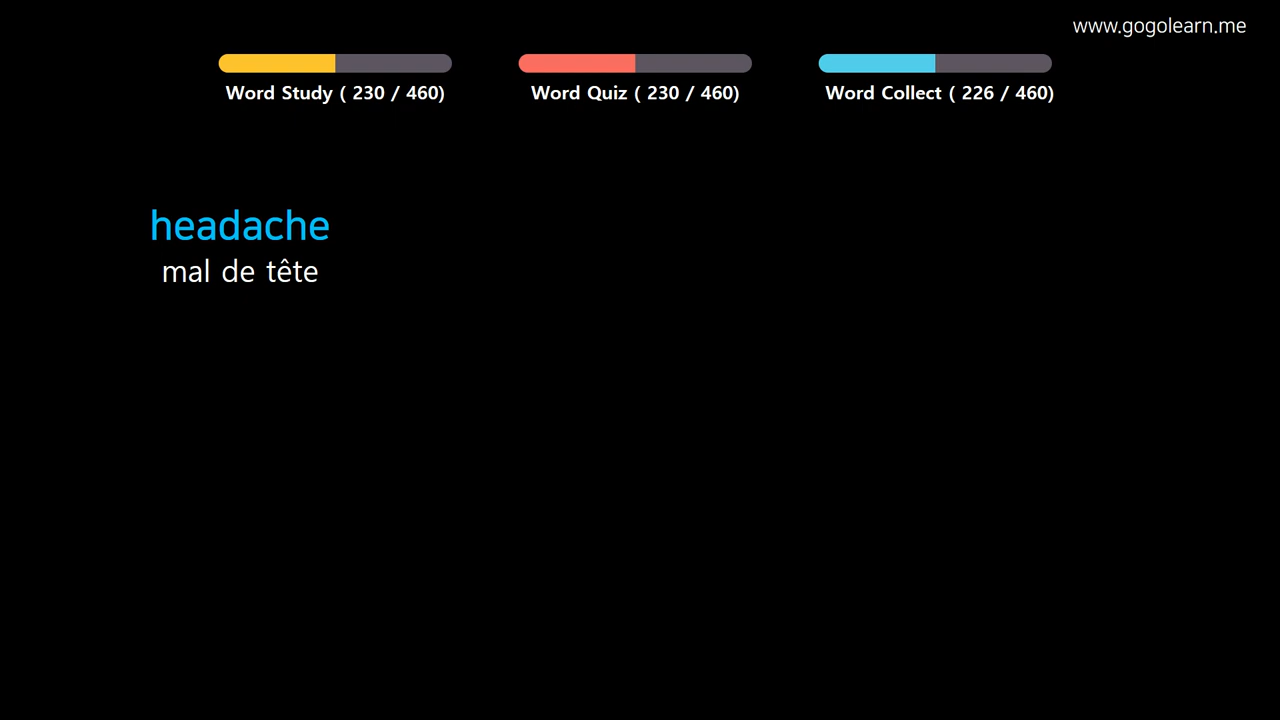 www.gogolearn.me
Word Study ( 230 / 460)
Word Quiz ( 230 / 460)
Word Collect ( 226 / 460)
headache
mal de tête